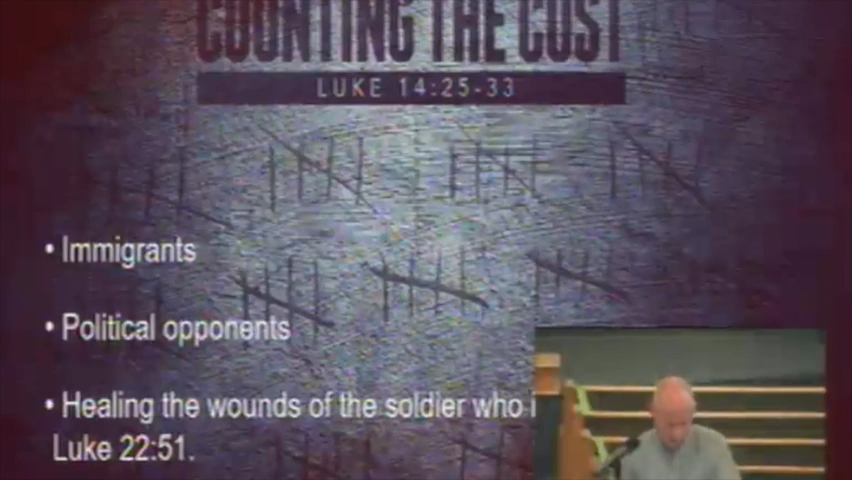 COUNTING THE COST
LUKE 14:25-33
• Immigrants
• Political opponents
• Healing the wounds of the soldier who
Luke 22:51.